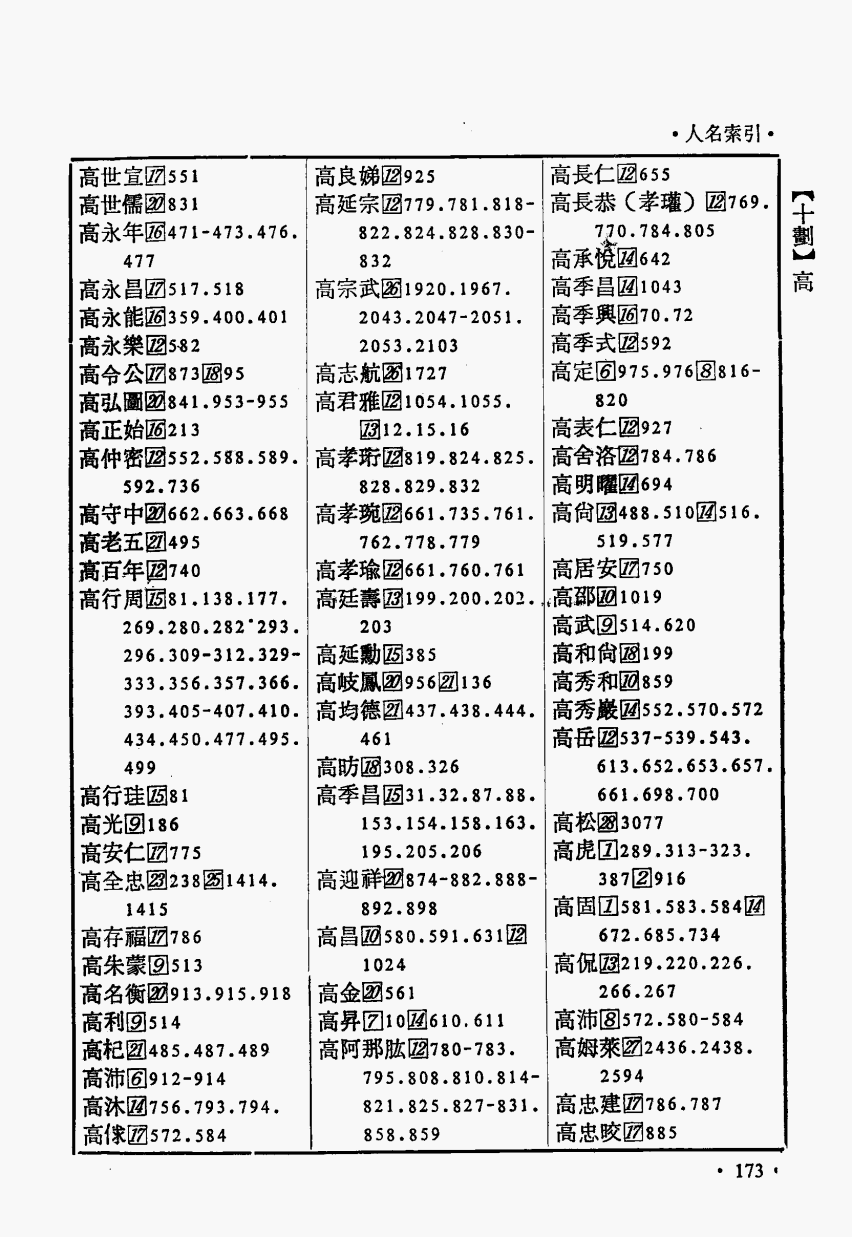 ·人名索引·
高世宜[17]551
高世儒[20]831
高永年[16]471-473.476.
477
高永昌[17]517.518
高永能[16]359.400.401
高永樂[12]582
高令公[17]873[18]95
高弘圖[20]841.953-955
高正始[16]213
高仲密[12]552.588.589.
592.736
高守中[20]662.663.668
高老五[21]495
高百年[12]740
高行周[15]81.138.177.
269.280.282·293.
296.309-312.329-
333.356.357.366.
393.405-407.410.
434.450.477.495.
499
高行珪[15]81
高光[9]186
高安仁[17]775
高全忠[23]238[25]1414.
1415
高存福[17]786
高朱蒙[9]513
高名衡[20]913.915.918
高利[9]514
高杞[21]485.487.489
高沛[6]912-914
高沐[14]756.793.794.
高俅[17]572.584
高良娣[12]925
高延宗[12]779.781.818-
822.824.828.830-
832
高宗武[26]1920.1967.
2043.2047-2051.
2053.2103
高志航[26]1727
高君雅[12]1054.1055.
[13]12.15.16
高孝珩[12]819.824.825.
828.829.832
高孝琬[12]661.735.761.
762.778.779
高孝瑜[12]661.760.761
高廷壽[13]199.200.202.
203
高延勳[15]385
高岐鳳[20]956[21]136
高均德[21]437.438.444.
461
高昉[18]308.326
高季昌[15]31.32.87.88.
153.154.158.163.
195.205.206
高迎祥[20]874-882.888-
892.898
高昌[10]580.591.631[12]
1024
高金[20]561
高昇[7]10[14]610.611
高阿那肱[12]780-783.
795.808.810.814-
821.825.827-831.
858.859
高長仁[12]655
高長恭（孝瓘）[12]769.
770.784.805
高承悅[14]642
高季昌[14]1043
高季興[16]70.72
高季式[12]592
高定[6]975.976[8]816-
820
高表仁[12]927
高舍洛[12]784.786
高明曜[14]694
高尙[13]488.510[14]516.
519.577
高居安[17]750
高郢[10]1019
高武[9]514.620
高和尙[18]199
高秀和[10]859
高秀巖[14]552.570.572
高岳[12]537-539.543.
613.652.653.657.
661.698.700
高松[28]3077
高虎[1]289.313-323.
387[2]916
高固[1]581.583.584[14]
672.685.734
高侃[13]219.220.226.
266.267
高沛[8]572.580-584
高姆萊[27]2436.2438.
2594
高忠建[17]786.787
高忠晈[17]885
【十劃】高
·173·